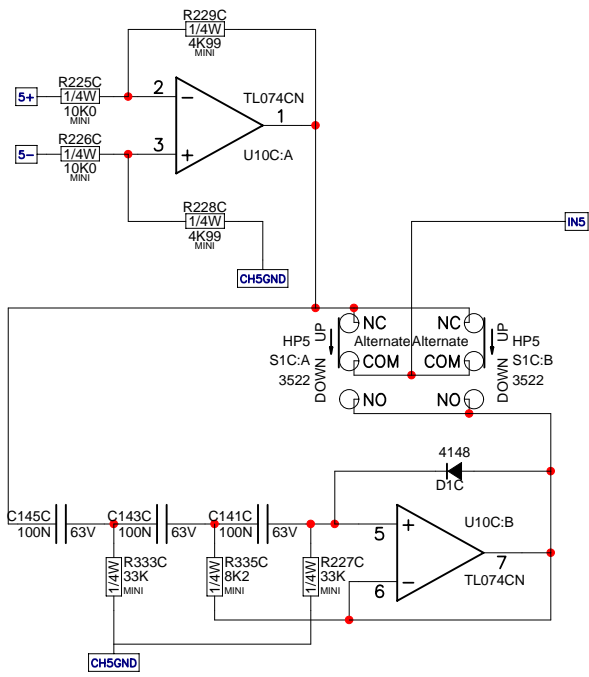 R229C
1/4W
4K99
MINI
R225C
5+
1/4W
10K0
MINI
2
TL074CN
1
R226C
5-
1/4W
10K0
MINI
3
U10C:A
R228C
1/4W
4K99
MINI
IN5
CH5GND
NC
NC
UP
UP
HP5
AlternateAlternate
HP5
S1C:A
COM
COM
S1C:B
3522
3522
DOWN
DOWN
NO
NO
4148
D1C
C145C
100N
63V
C143C
100N
63V
C141C
100N
63V
5
U10C:B
7
TL074CN
6
R333C
1/4W
33K
MINI
R335C
1/4W
8K2
MINI
R227C
1/4W
33K
MINI
CH5GND